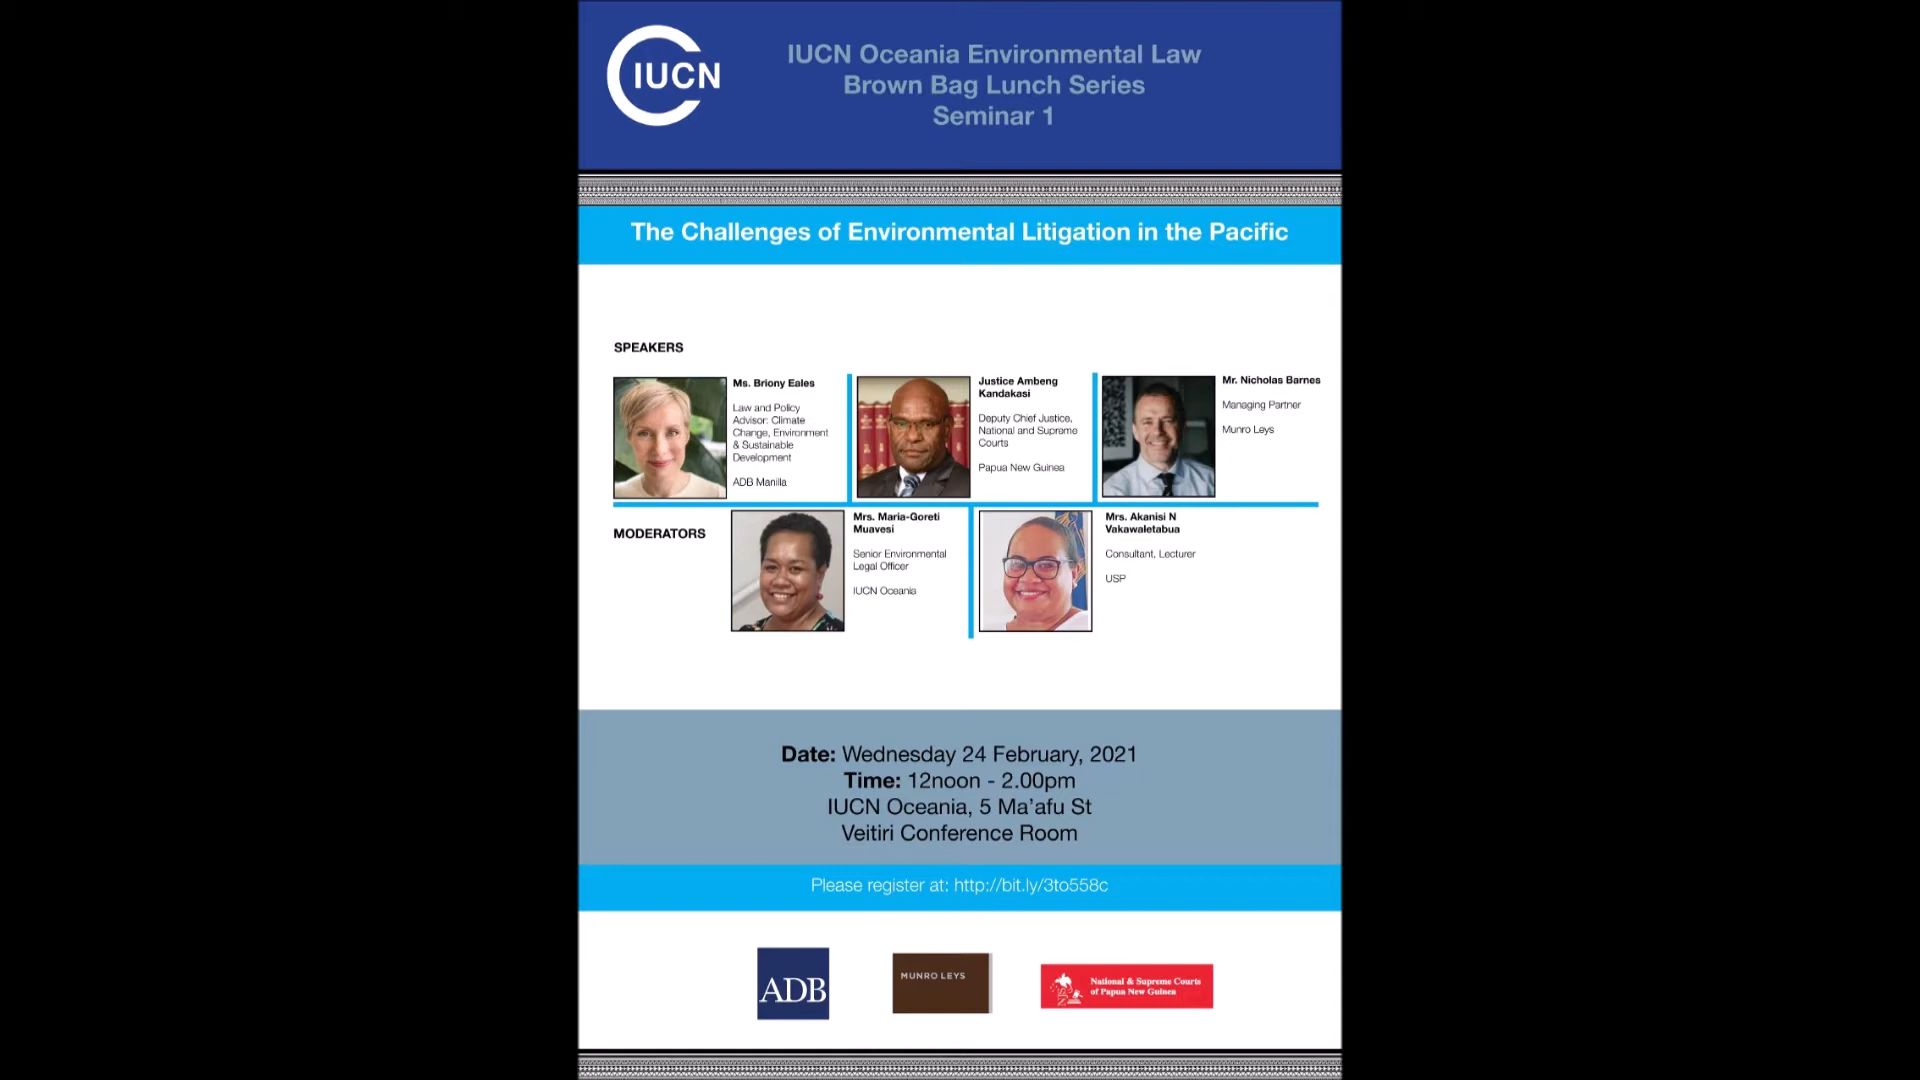 IUCN
IUCN Oceania Environmental Law
Brown Bag Lunch Series
Seminar 1
The Challenges of Environmental Litigation in the Pacific
SPEAKERS
Ms. Briony Eales
Law and Policy
Advisor: Climate
Change, Environment
& Sustainable
Development
ADB Manilla
Justice Ambeng
Kandakasi
Deputy Chief Justice,
National and Supreme
Courts
Papua New Guinea
Mr. Nicholas Barnes
Managing Partner
Munro Leys
MODERATORS
Mrs. Maria-Goreti
Muavesi
Senior Environmental
Legal Officer
IUCN Oceania
Mrs. Akanisi N
Vakawaletabua
Consultant, Lecturer
USP
Date: Wednesday 24 February, 2021
Time: 12noon - 2.00pm
IUCN Oceania, 5 Ma'afu St
Veitiri Conference Room
Please register at: http://bit.ly/3to558c
ADB
MUNRO LEYS
National & Supreme Courts
of Papua New Guinea